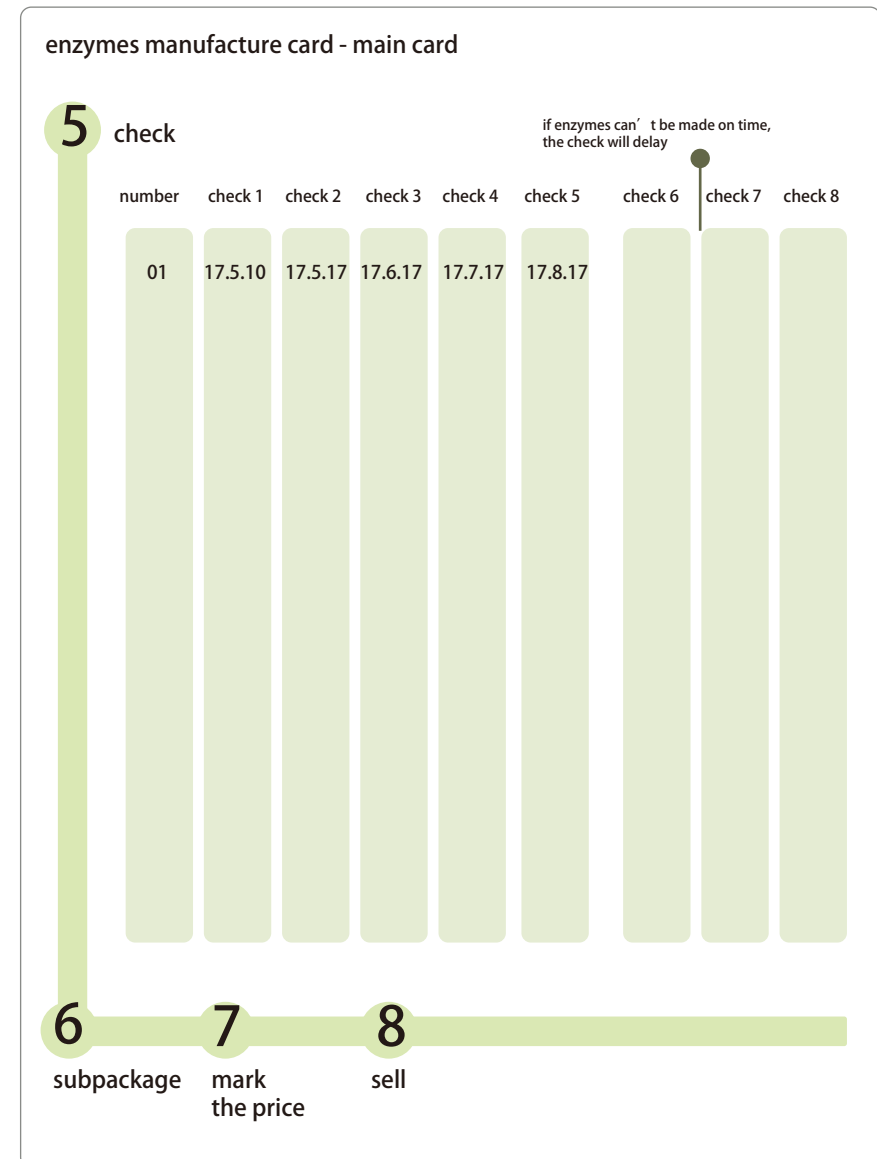 enzymes manufacture card - main card
5
check
if enzymes can′ t be made on time,
the check will delay
number check 1 check 2 check 3 check 4 check 5 check 6 check 7 check 8
01 17.5.10 17.5.17 17.6.17 17.7.17 17.8.17
6 7 8
subpackage mark sell
the price